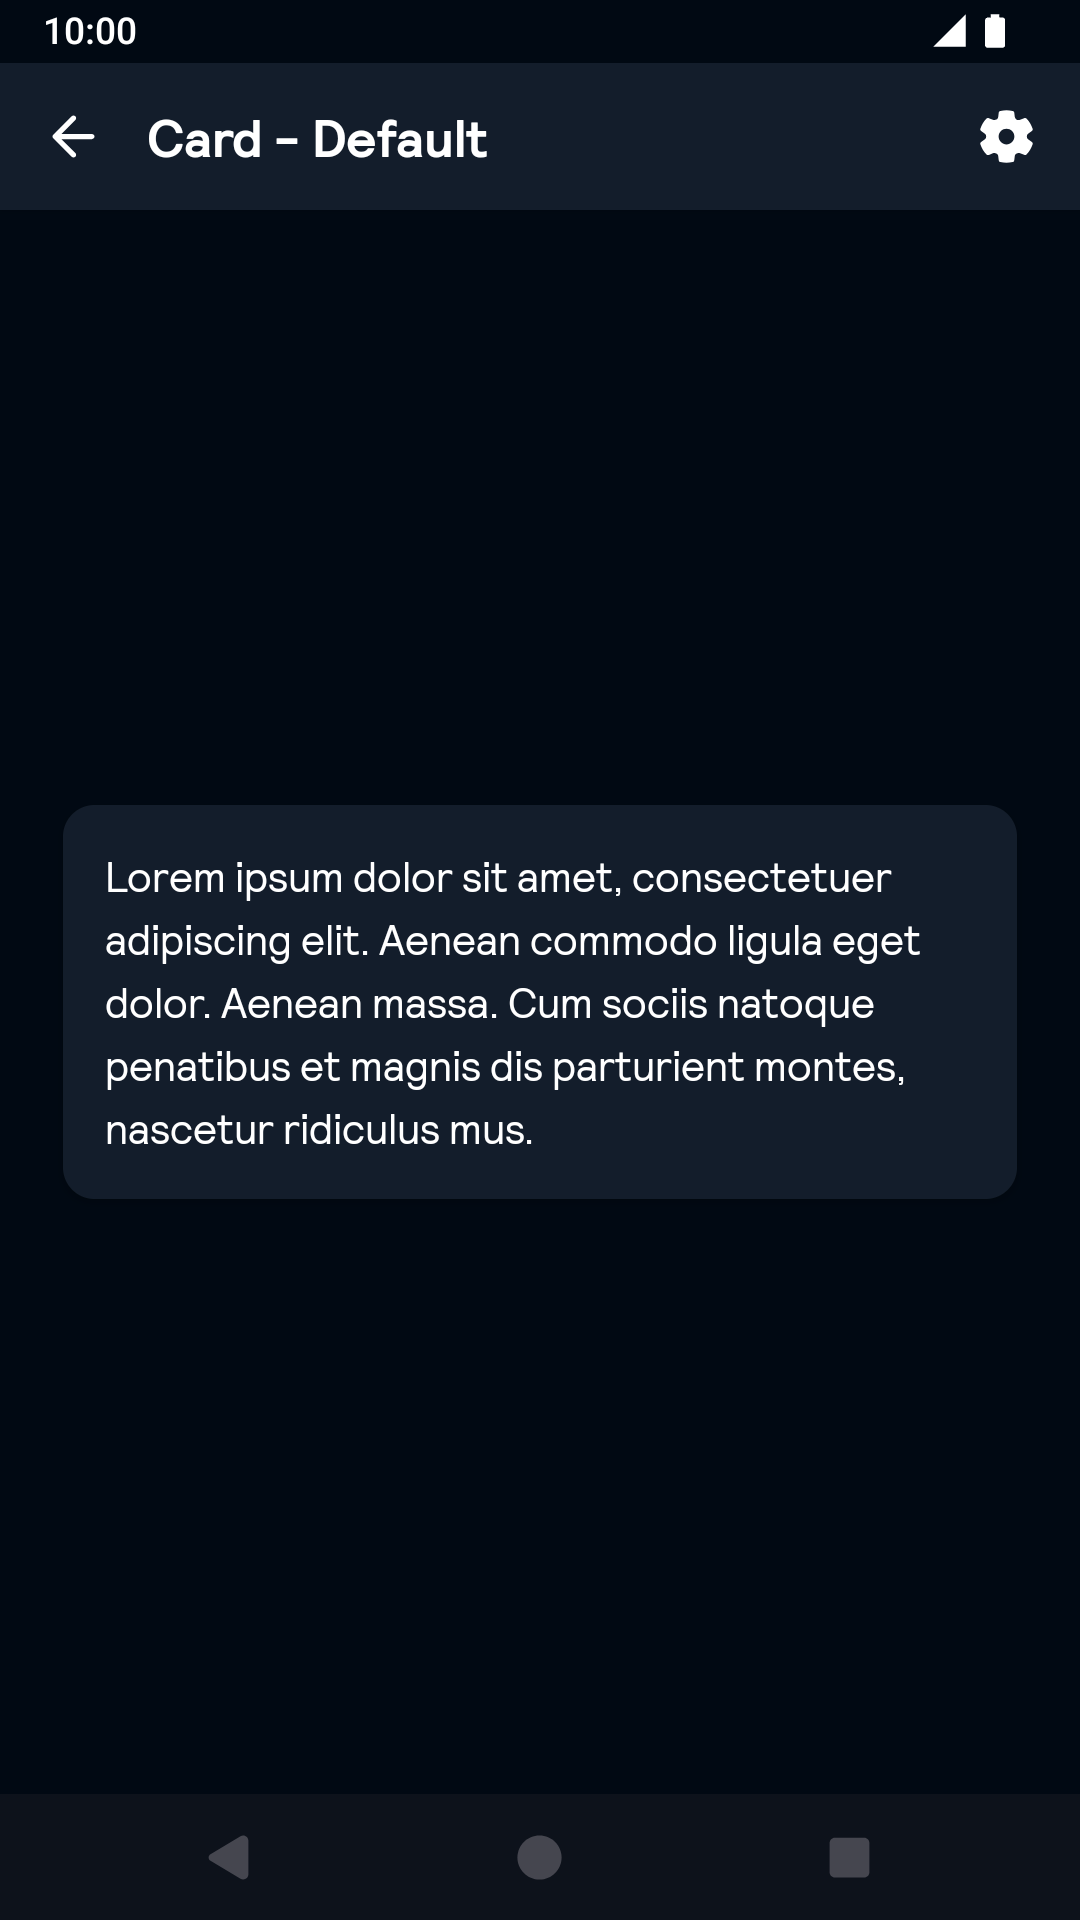 10:00
Card - Default
Lorem ipsum dolor sit amet, consectetuer
adipiscing elit. Aenean commodo ligula eget
dolor. Aenean massa. Cum sociis natoque
penatibus et magnis dis parturient montes,
nascetur ridiculus mus.